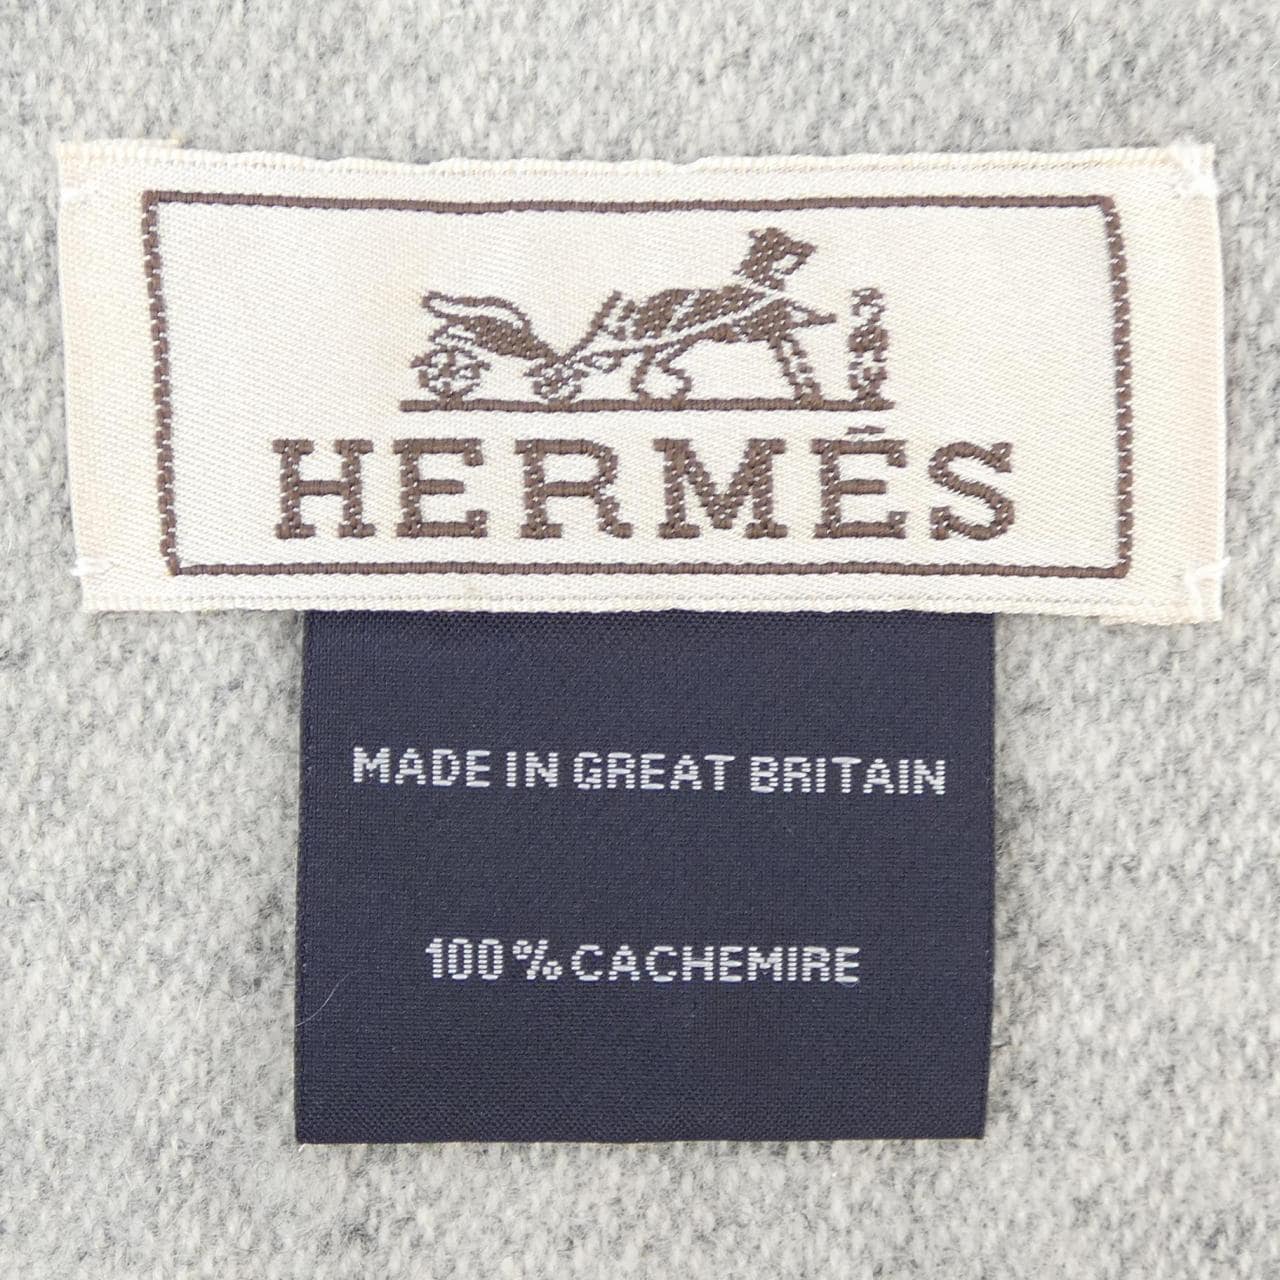 HERMÈS
MADE IN GREAT BRITAIN
100% CACHEMIRE